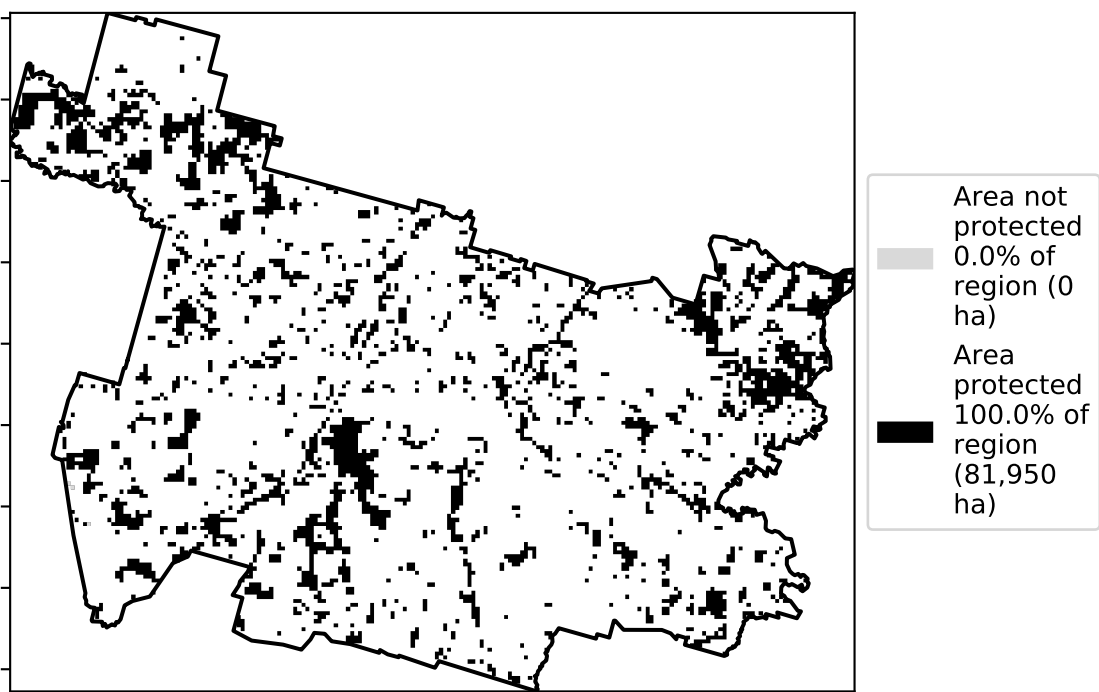 Area not
protected
0.0% of
region (0
ha)
Area
protected
100.0% of
region
(81,950
ha)